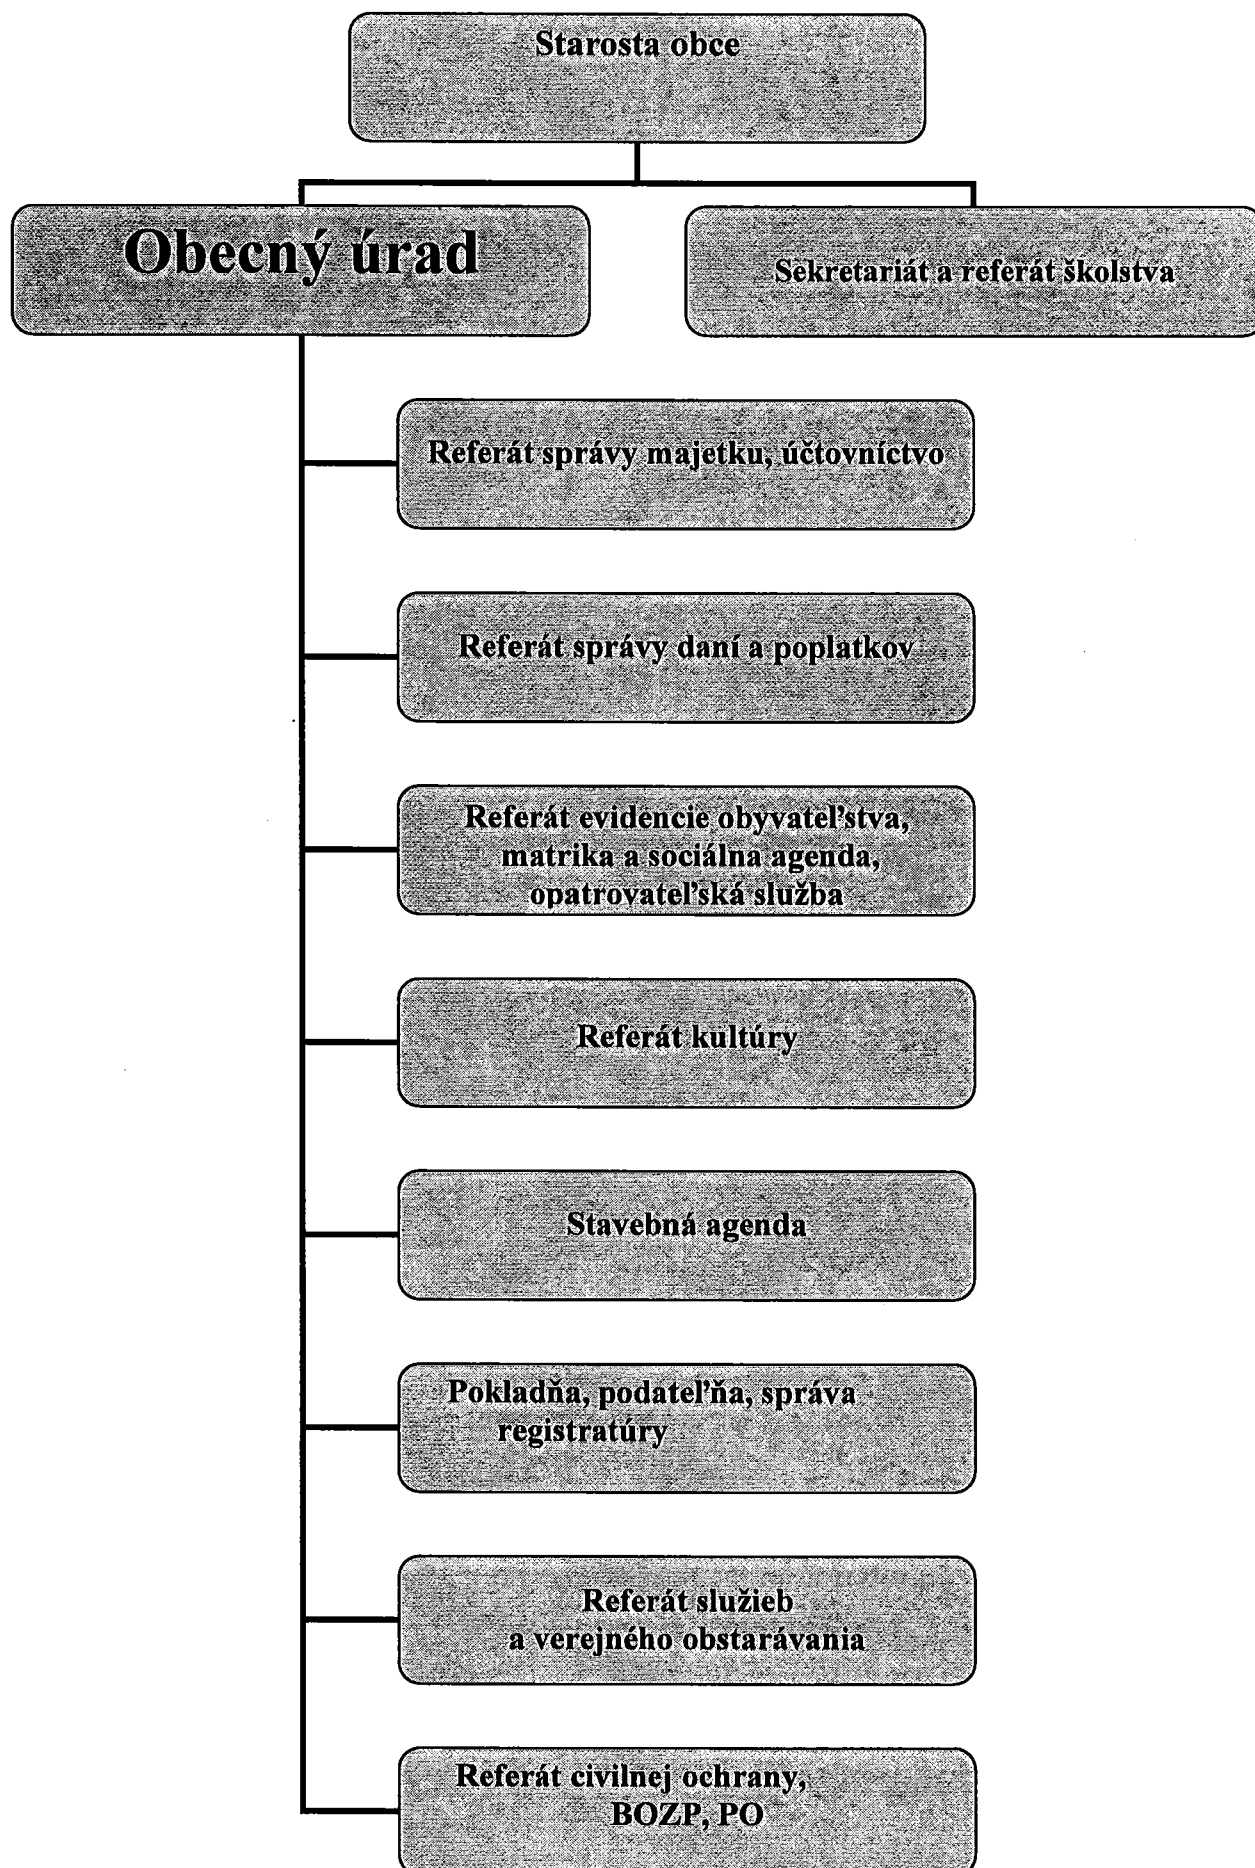 Starosta obce
Obecný úrad
Sekretariát a referát školstva
Referát správy majetku, účtovníctvo
Referát správy daní a poplatkov
Referát evidencie obyvateľstva,
matrika a sociálna agenda,
opatrovateľská služba
Referát kultúry
Stavebná agenda
Pokladňa, podateľňa, správa
registratúry
Referát služieb
a verejného obstarávania
Referát civilnej ochrany,
BOZP, PO